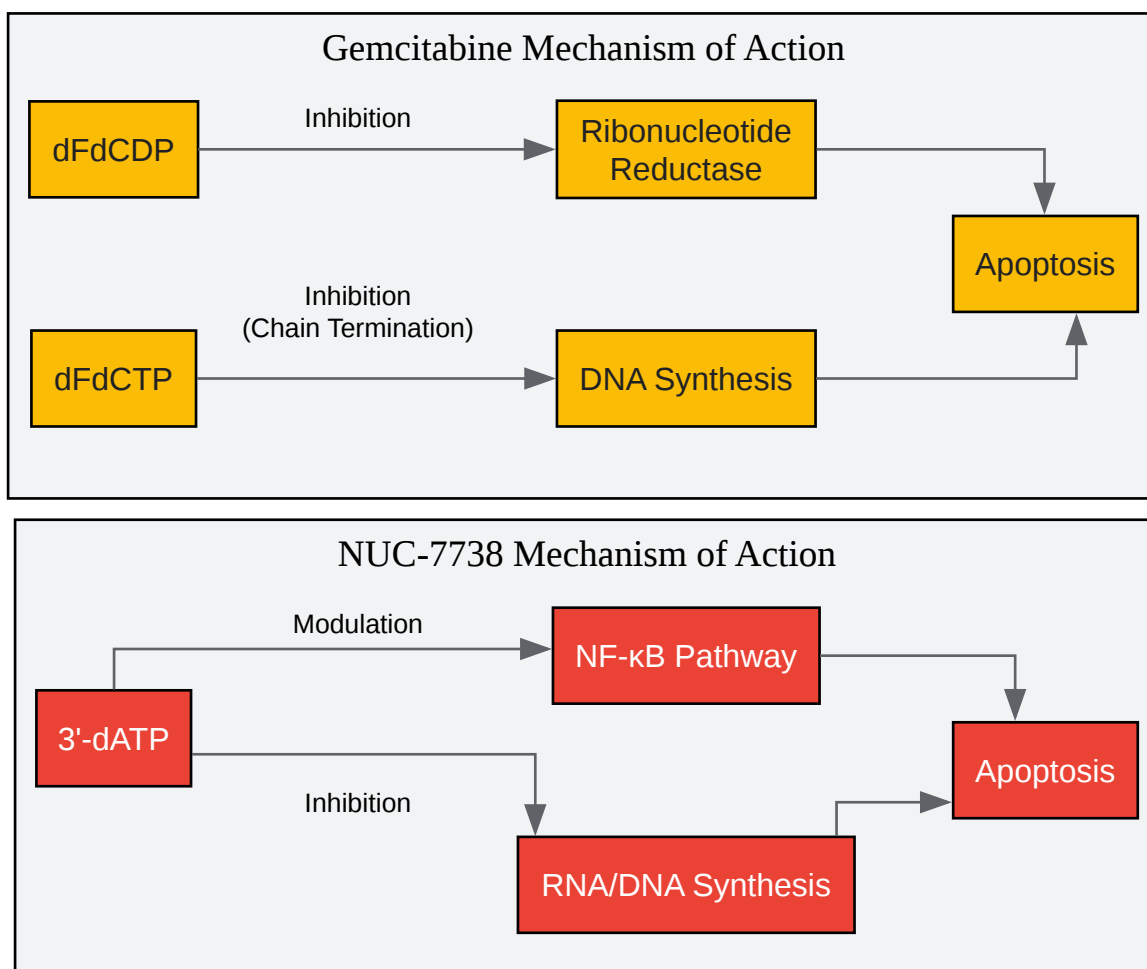 Gemcitabine Mechanism of Action
Inhibition
dFdCDP
Ribonucleotide
Reductase
Apoptosis
Inhibition
(Chain Termination)
dFdCTP
DNA Synthesis
NUC-7738 Mechanism of Action
Modulation
NF-κB Pathway
3'-dATP
Apoptosis
Inhibition
RNA/DNA Synthesis